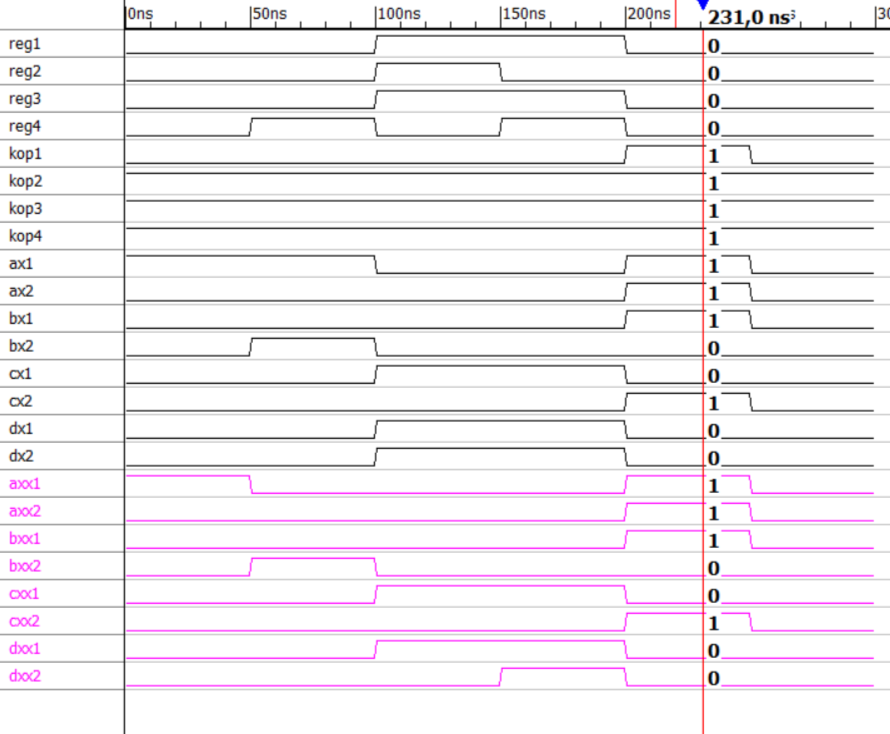 0ns 50ns 100ns 150ns 200ns 231,0 ns s 30
reg1 0
reg2 0
reg3 0
reg4 0
kop1 1
kop2 1
kop3 1
kop4 1
ax1 1
ax2 1
bx1 1
bx2 0
cx1 0
cx2 1
dx1 0
dx2 0
axx1 1
axx2 1
bxx1 1
bxx2 0
cxx1 0
cxx2 1
dxx1 0
dxx2 0